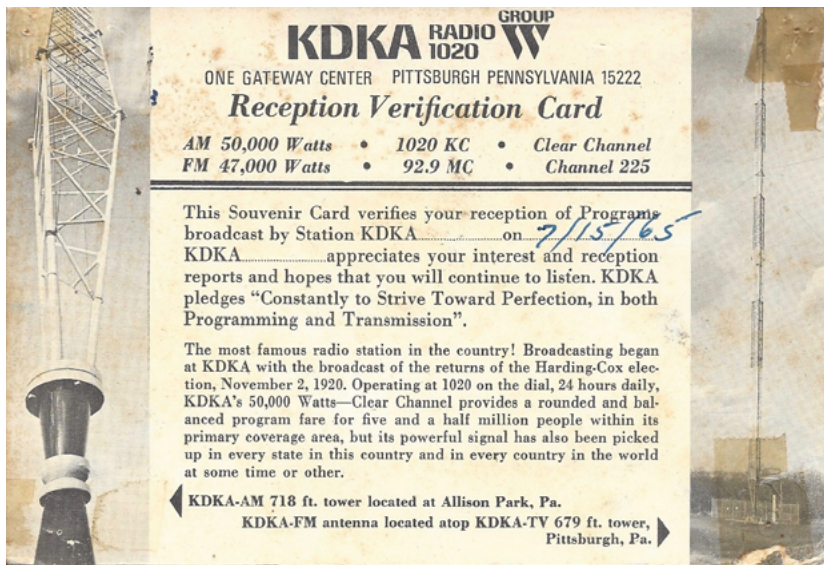 KDKA RADIO 1020 GROUP W
ONE GATEWAY CENTER PITTSBURGH PENNSYLVANIA 15222
Reception Verification Card
AM 50,000 Watts • 1020 KC • Clear Channel
FM 47,000 Watts • 92.9 MC • Channel 225
This Souvenir Card verifies your reception of Programs
broadcast by Station KDKA............on 7/15/65
KDKA............appreciates your interest and reception
reports and hopes that you will continue to listen. KDKA
pledges “Constantly to Strive Toward Perfection, in both
Programming and Transmission”.
The most famous radio station in the country! Broadcasting began
at KDKA with the broadcast of the returns of the Harding-Cox elec-
tion, November 2, 1920. Operating at 1020 on the dial, 24 hours daily,
KDKA's 50,000 Watts—Clear Channel provides a rounded and bal-
anced program fare for five and a half million people within its
primary coverage area, but its powerful signal has also been picked
up in every state in this country and in every country in the world
at some time or other.
KDKA-AM 718 ft. tower located at Allison Park, Pa.
KDKA-FM antenna located atop KDKA-TV 679 ft. tower,
Pittsburgh, Pa.